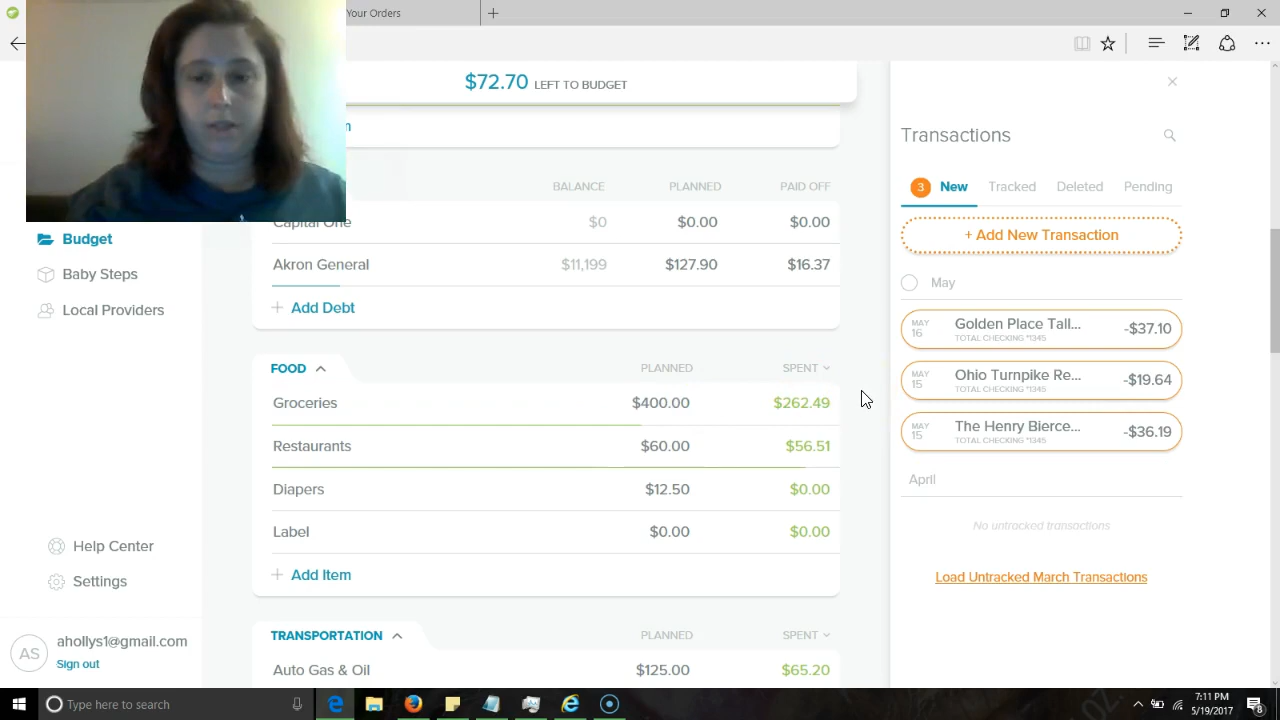 Your Orders
$72.70 LEFT TO BUDGET
BALANCE PLANNED PAID OFF
Capital One $0 $0.00 $0.00
Akron General $11,199 $127.90 $16.37
+ Add Debt
FOOD PLANNED SPENT
Groceries $400.00 $262.49
Restaurants $60.00 $56.51
Diapers $12.50 $0.00
Label $0.00 $0.00
+ Add Item
TRANSPORTATION PLANNED SPENT
Auto Gas & Oil $125.00 $65.20
Budget
Baby Steps
Local Providers
Help Center
Settings
AS
ahollys1@gmail.com
Sign out
Transactions
3 New Tracked Deleted Pending
+ Add New Transaction
May
MAY 16 Golden Place Tall... -$37.10
TOTAL CHECKING *1345
MAY 15 Ohio Turnpike Re... -$19.64
TOTAL CHECKING *1345
MAY 15 The Henry Bierce... -$36.19
TOTAL CHECKING *1345
April
No untracked transactions
Load Untracked March Transactions
Type here to search
7:11 PM
5/19/2017
8